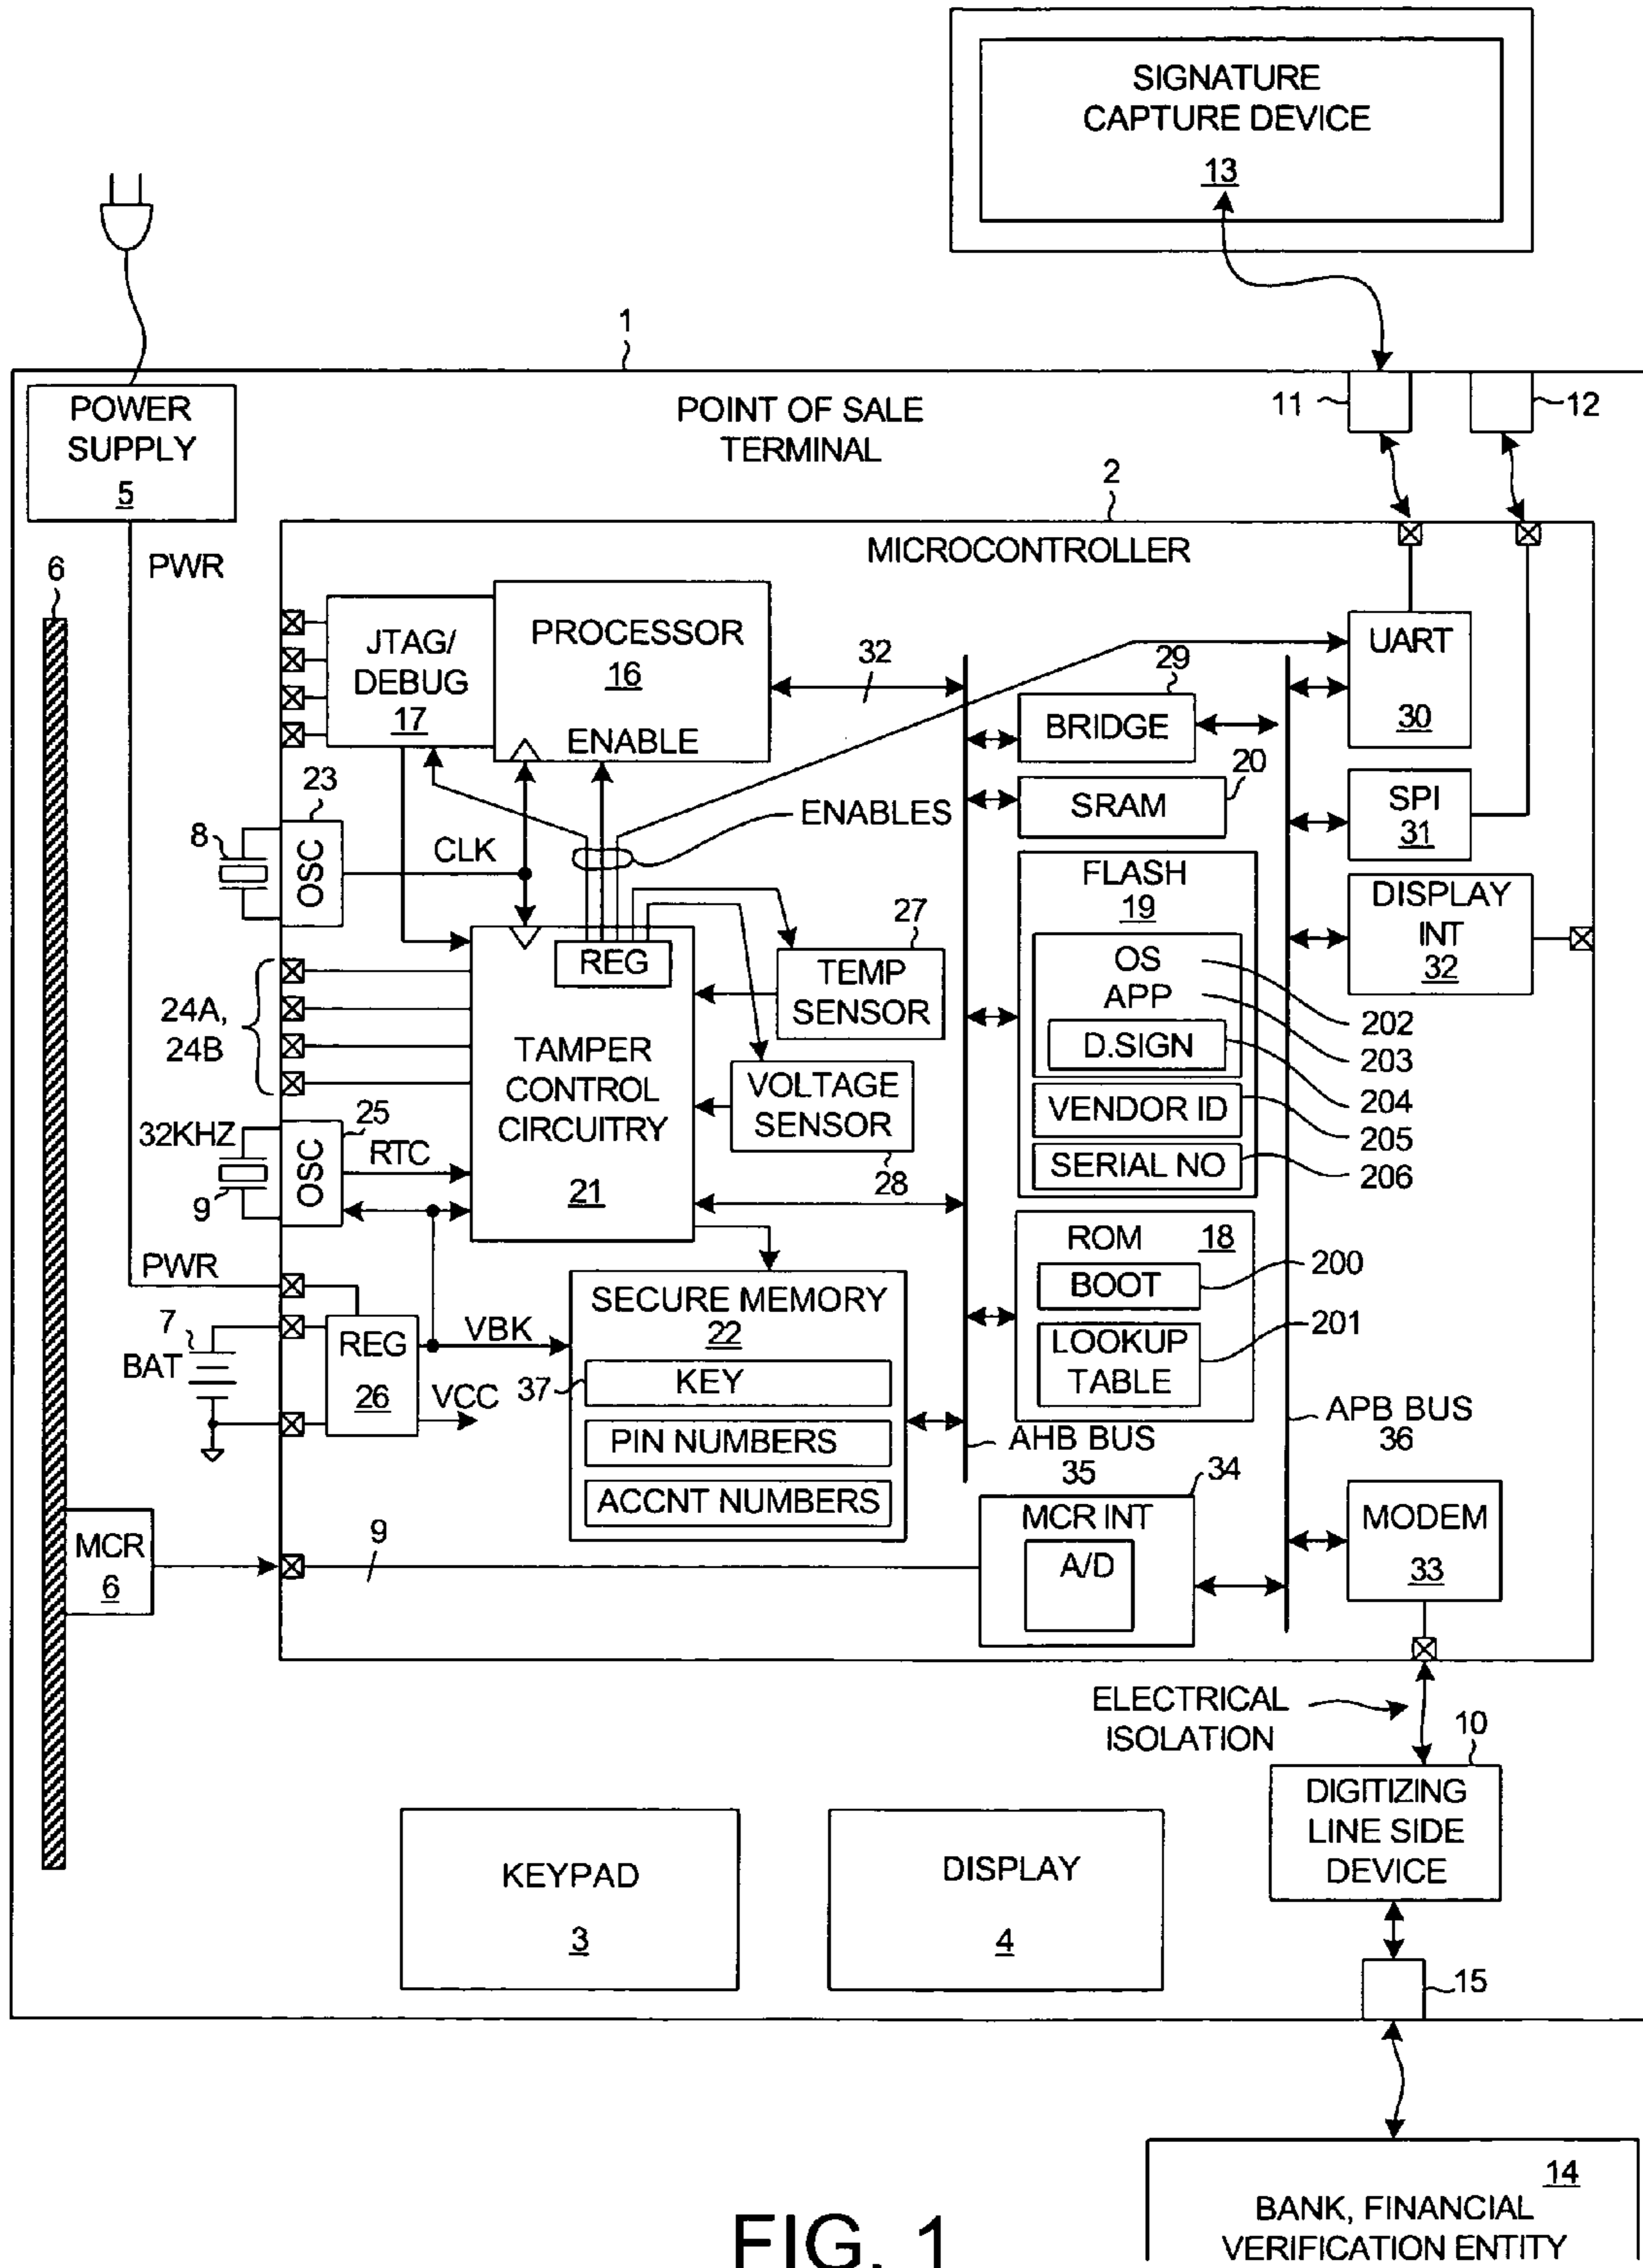 SIGNATURE
CAPTURE DEVICE
13
1
POWER
SUPPLY
5
POINT OF SALE
TERMINAL
11
12
2
PWR
MICROCONTROLLER
6
JTAG/
DEBUG
17
PROCESSOR
16
ENABLE
32
29
BRIDGE
UART
30
23
8
OSC
CLK
ENABLES
20
SRAM
SPI
31
FLASH
19
DISPLAY
INT
32
REG
27
TEMP
SENSOR
OS
APP
D.SIGN
202
203
204
24A,
24B
TAMPER
CONTROL
CIRCUITRY
21
VOLTAGE
SENSOR
28
VENDOR ID
205
SERIAL NO
206
32KHZ
25
OSC
RTC
9
ROM
18
BOOT
200
LOOKUP
TABLE
201
PWR
7
BAT
REG
26
VBK
VCC
SECURE MEMORY
22
37
KEY
PIN NUMBERS
ACCNT NUMBERS
AHB BUS
35
APB BUS
36
34
MCR INT
A/D
MODEM
33
MCR
6
9
ELECTRICAL
ISOLATION
10
DIGITIZING
LINE SIDE
DEVICE
KEYPAD
3
DISPLAY
4
15
14
BANK, FINANCIAL
VERIFICATION ENTITY
FIG. 1